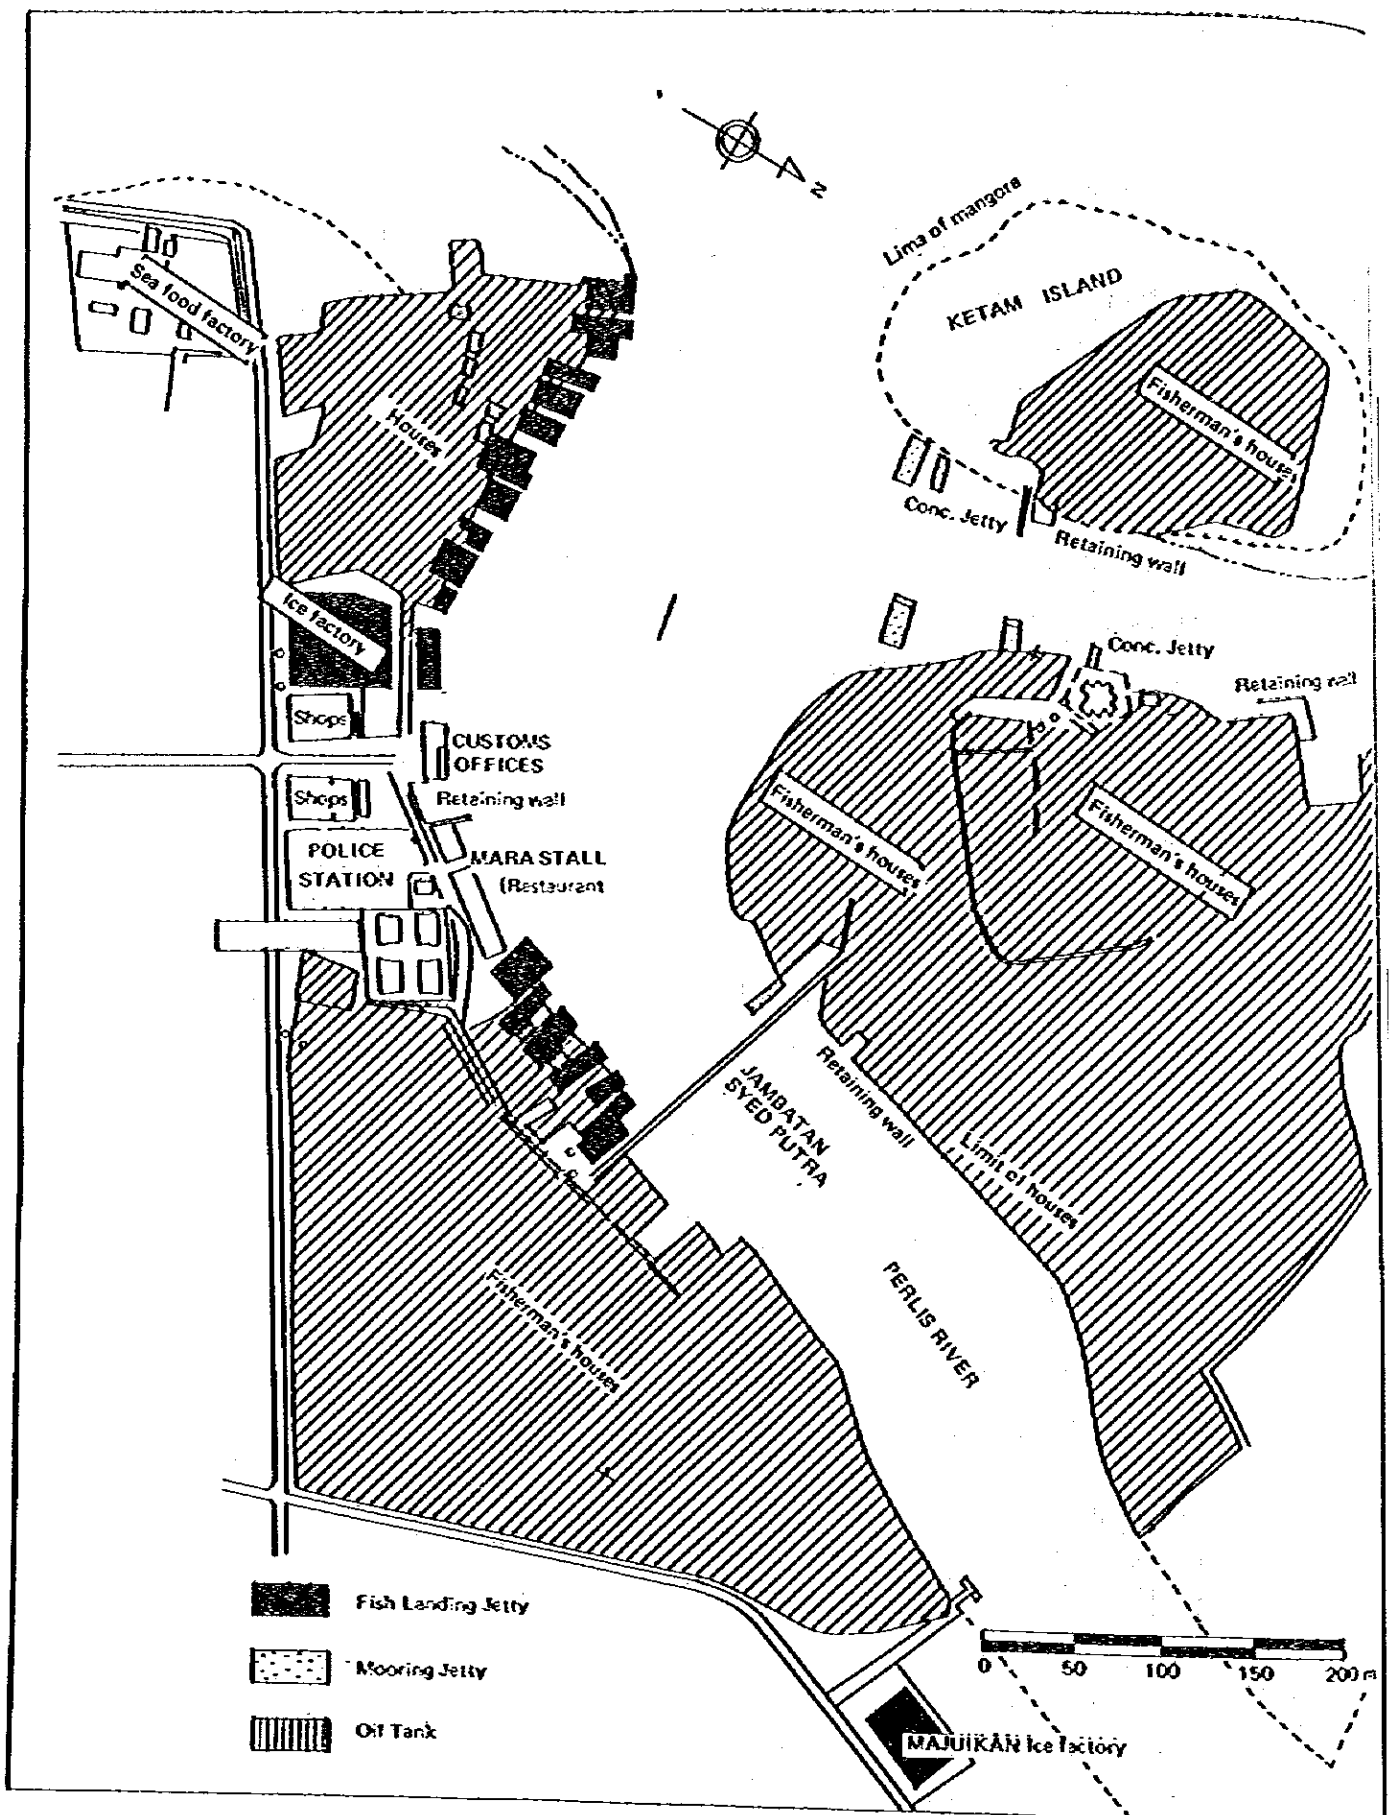 N
Lima of mangora
KETAM ISLAND
Sea food factory
Fisherman's house
Houses
Conc. Jetty
Retaining wall
Ice factory
Conc. Jetty
Retaining
Shops
CUSTOMS
OFFICES
Shops
Retaining wall
Fisherman's houses
Fisherman's houses
POLICE
STATION
MARA STALL
(Restaurant
JAMBATAN
SYED PUTRA
Retaining wall
Limit of houses
PERLIS RIVER
Fisherman's houses
Fish Landing Jetty
Mooring Jetty
Oil Tank
0 50 100 150 200 m
MAJUIKAN Ice factory